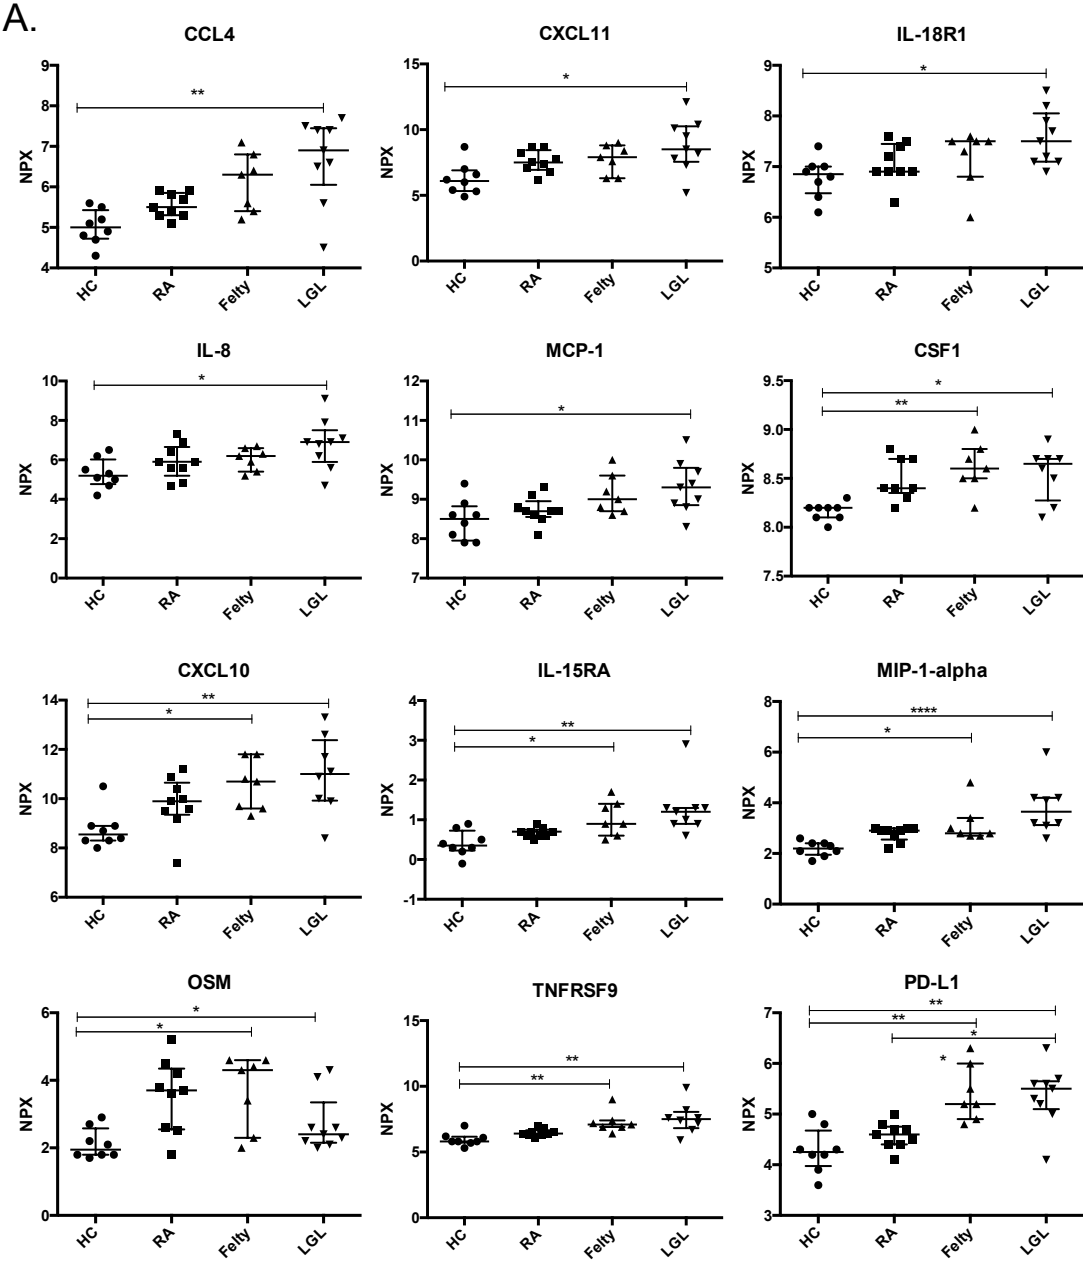 A.
CCL4
NPX
9
8
7
6
5
4
**
HC
RA
Felty
LGL
CXCL11
NPX
15
10
5
0
*
HC
RA
Felty
LGL
IL-18R1
NPX
9
8
7
6
5
*
HC
RA
Felty
LGL
IL-8
NPX
10
8
6
4
2
0
*
HC
RA
Felty
LGL
MCP-1
NPX
12
11
10
9
8
7
*
HC
RA
Felty
LGL
CSF1
NPX
9.5
9.0
8.5
8.0
7.5
*
**
HC
RA
Felty
LGL
CXCL10
NPX
14
12
10
8
6
**
*
HC
RA
Felty
LGL
IL-15RA
NPX
4
3
2
1
0
-1
**
*
HC
RA
Felty
LGL
MIP-1-alpha
NPX
8
6
4
2
0
****
*
HC
RA
Felty
LGL
OSM
NPX
6
4
2
0
*
*
HC
RA
Felty
LGL
TNFRSF9
NPX
15
10
5
0
**
**
HC
RA
Felty
LGL
PD-L1
NPX
7
6
5
4
3
**
**
*
*
HC
RA
Felty
LGL